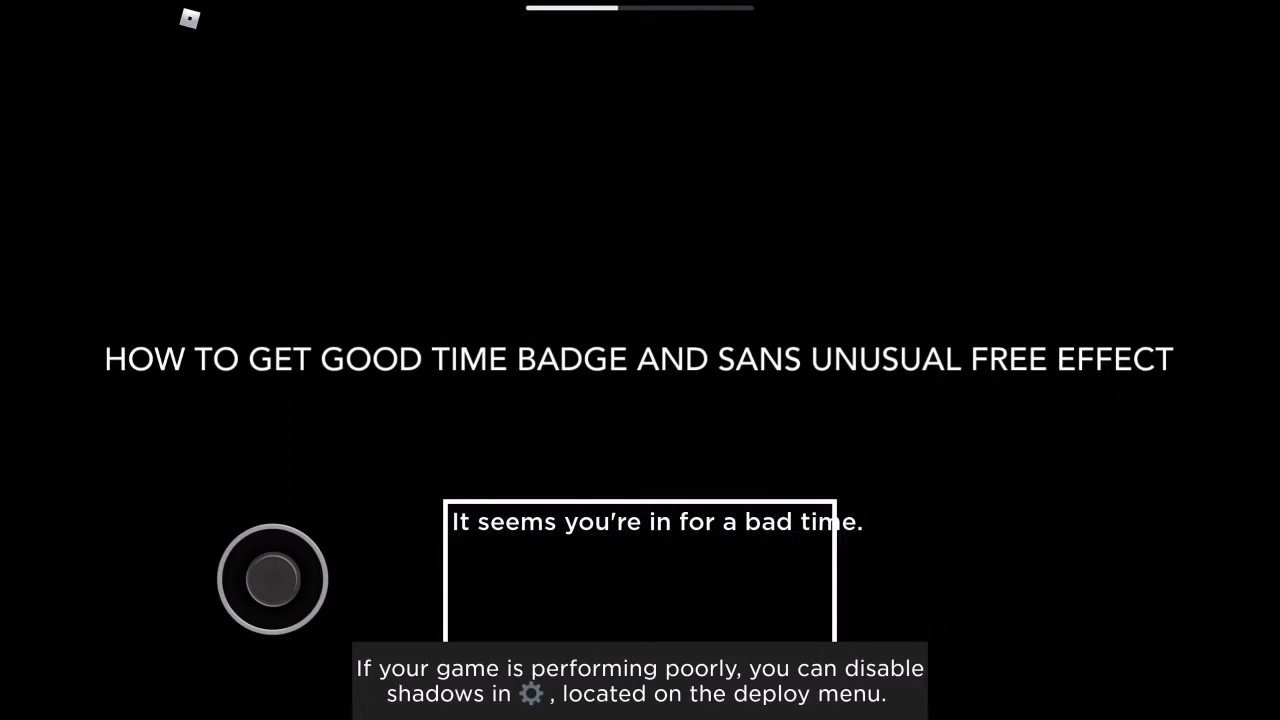 HOW TO GET GOOD TIME BADGE AND SANS UNUSUAL FREE EFFECT
It seems you're in for a bad time.
If your game is performing poorly, you can disable
shadows in ⚙️ , located on the deploy menu.